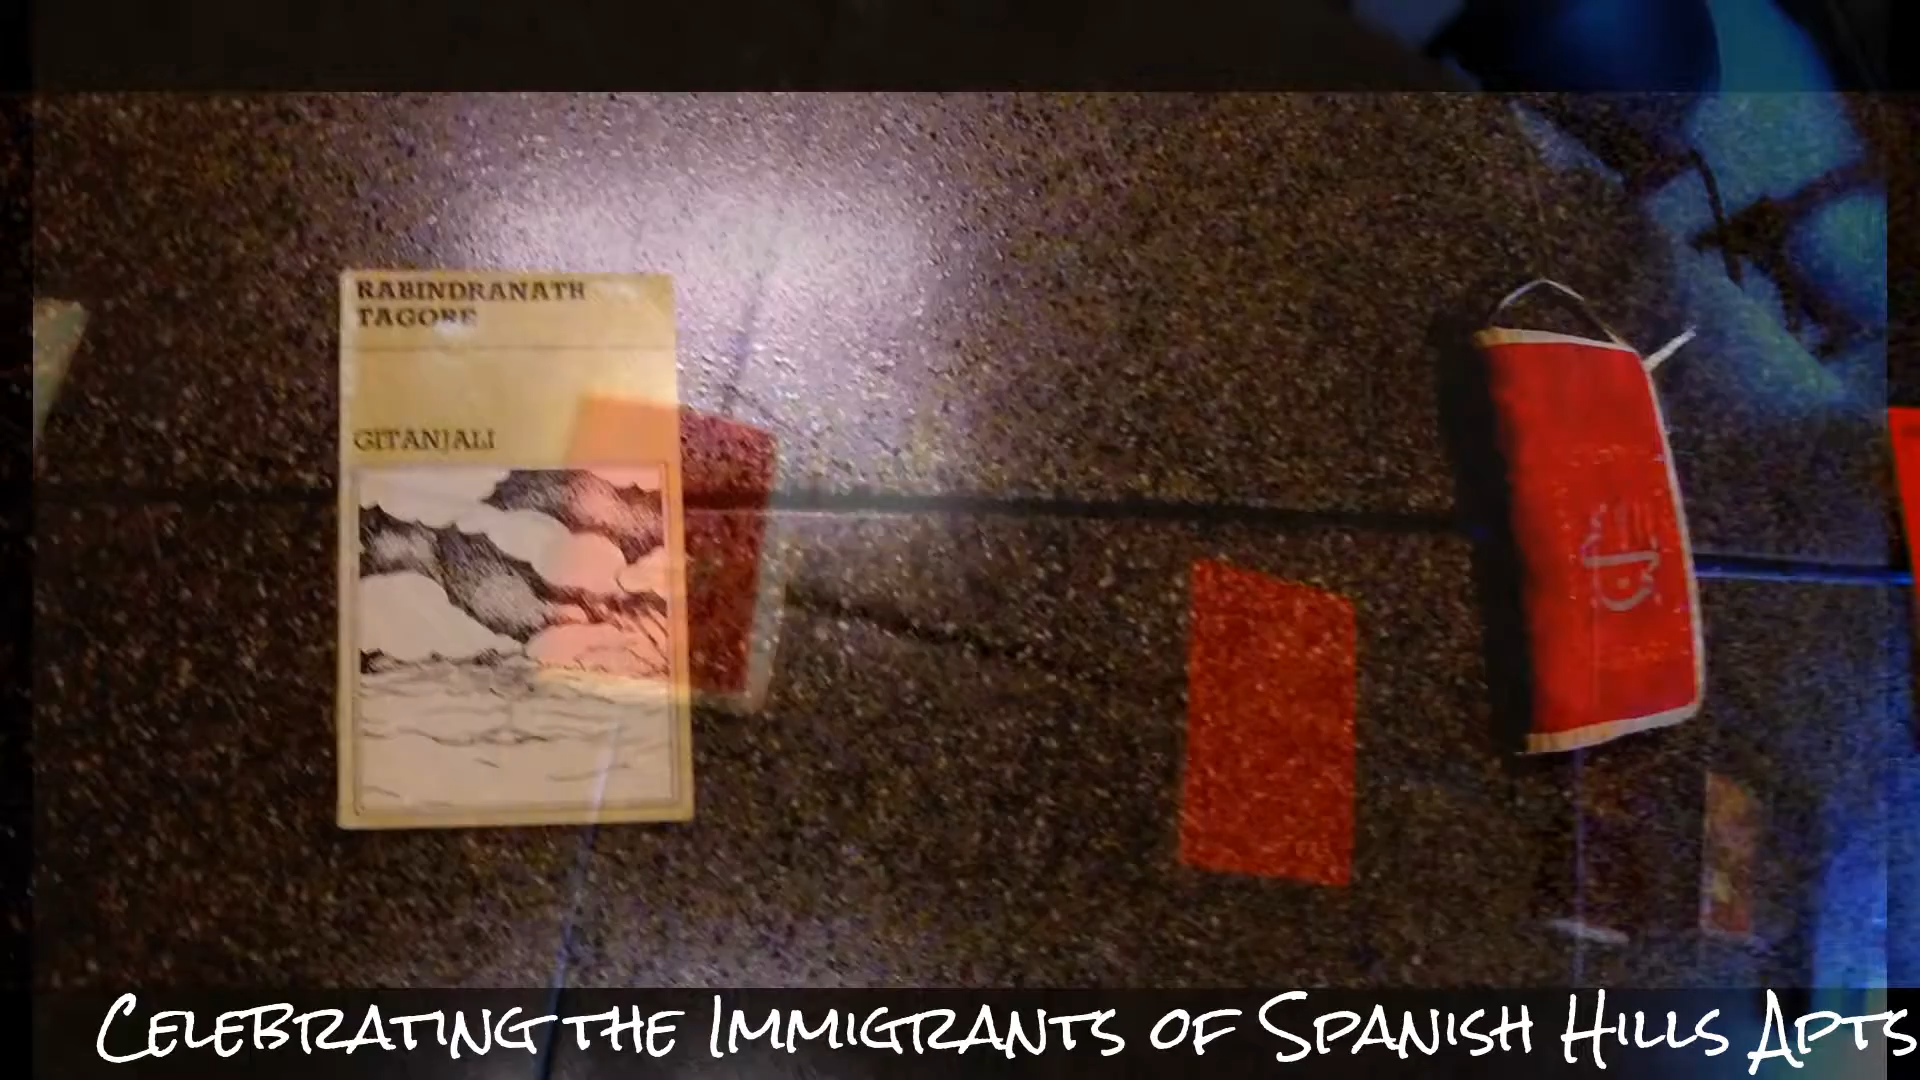 RABINDRANATH
TAGORE
GITANJALI
Celebrating the Immigrants of Spanish Hills Apts